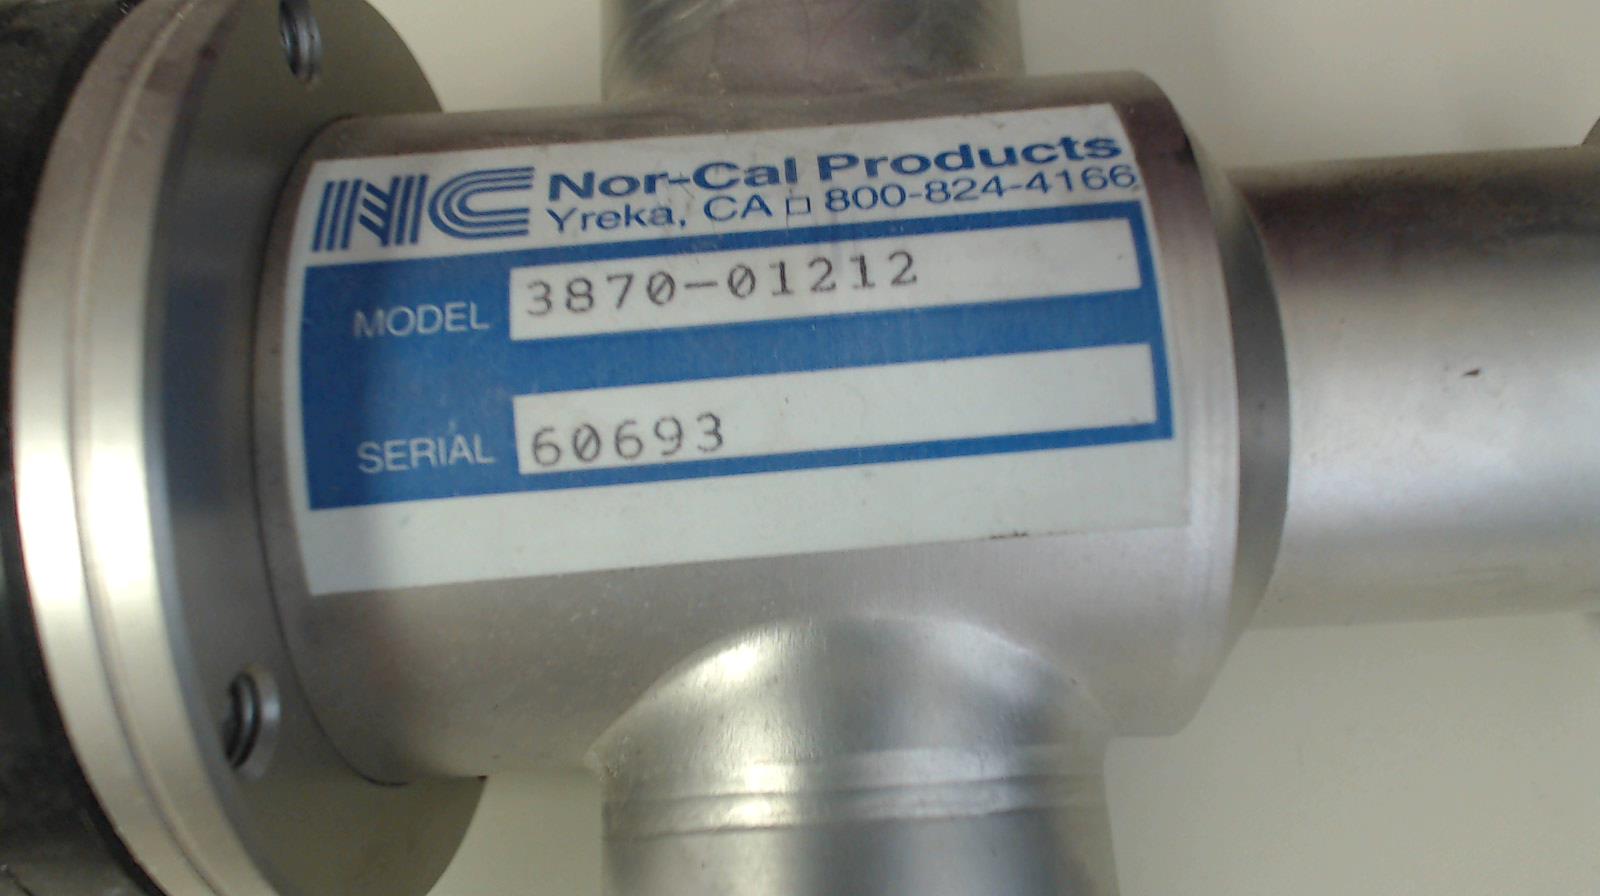 NC Nor-Cal Products
Yreka, CA □ 800-824-4166
MODEL 3870-01212
SERIAL 60693